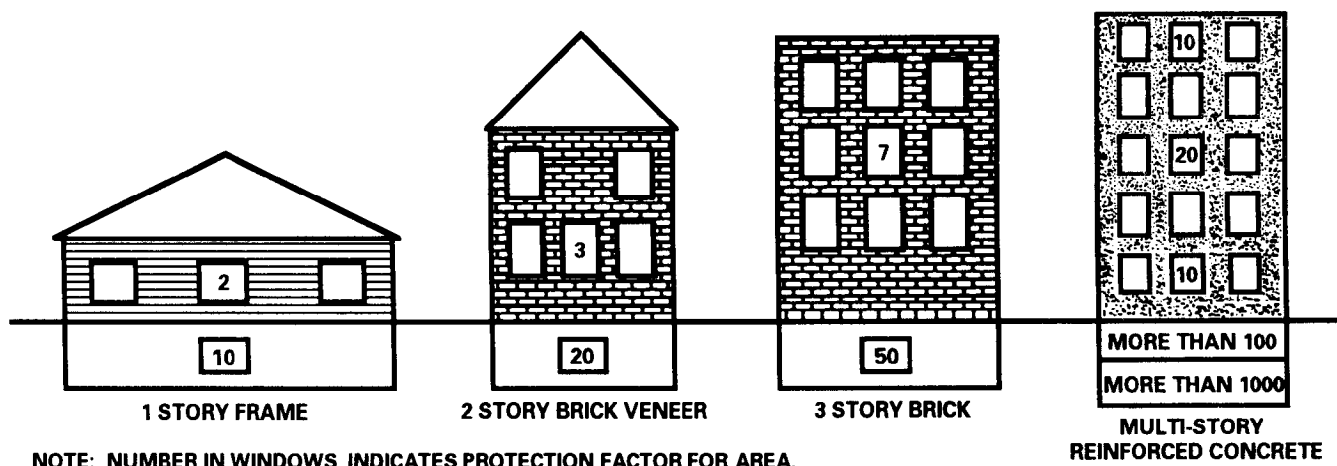 10
20
10
7
3
2
10
20
50
MORE THAN 100
MORE THAN 1000
1 STORY FRAME
2 STORY BRICK VENEER
3 STORY BRICK
MULTI-STORY
REINFORCED CONCRETE
NOTE: NUMBER IN WINDOWS INDICATES PROTECTION FACTOR FOR AREA.